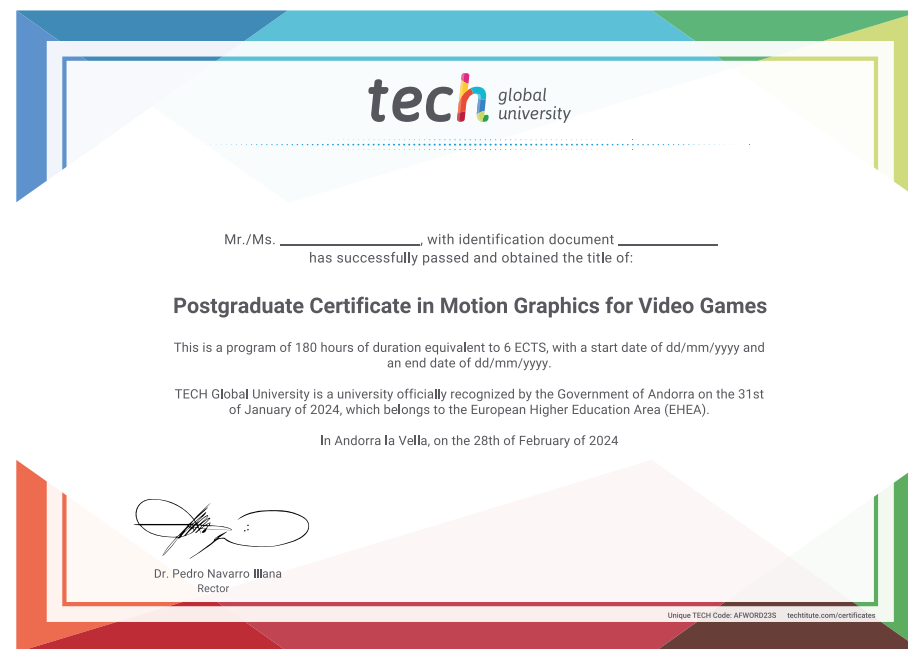 tech global
university
Mr./Ms. ____________________, with identification document ______________
has successfully passed and obtained the title of:
Postgraduate Certificate in Motion Graphics for Video Games
This is a program of 180 hours of duration equivalent to 6 ECTS, with a start date of dd/mm/yyyy and
an end date of dd/mm/yyyy.
TECH Global University is a university officially recognized by the Government of Andorra on the 31st
of January of 2024, which belongs to the European Higher Education Area (EHEA).
In Andorra la Vella, on the 28th of February of 2024
Dr. Pedro Navarro Illana
Rector
Unique TECH Code: AFWORD23S techtitute.com/certificates